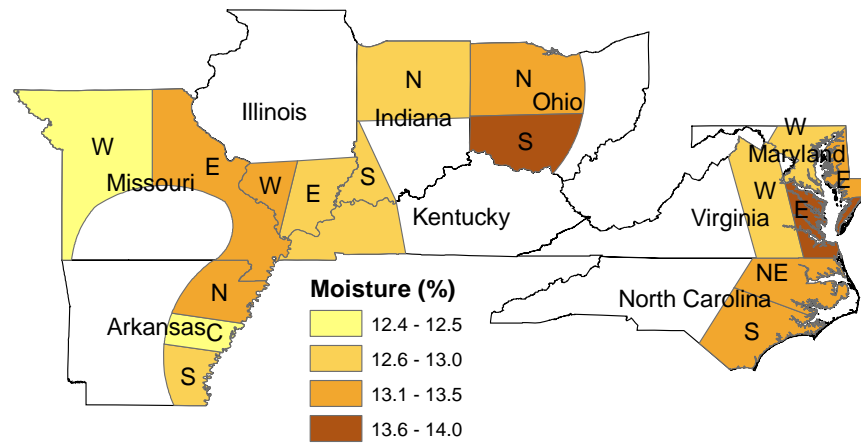 W
N
N
Illinois
Indiana
Ohio
W
Maryland
W
E
Missouri
S
W
E
S
W
E
E
Kentucky
Virginia
N
Moisture (%)
NE
North Carolina
Arkansas
C
12.4 - 12.5
S
12.6 - 13.0
S
13.1 - 13.5
13.6 - 14.0